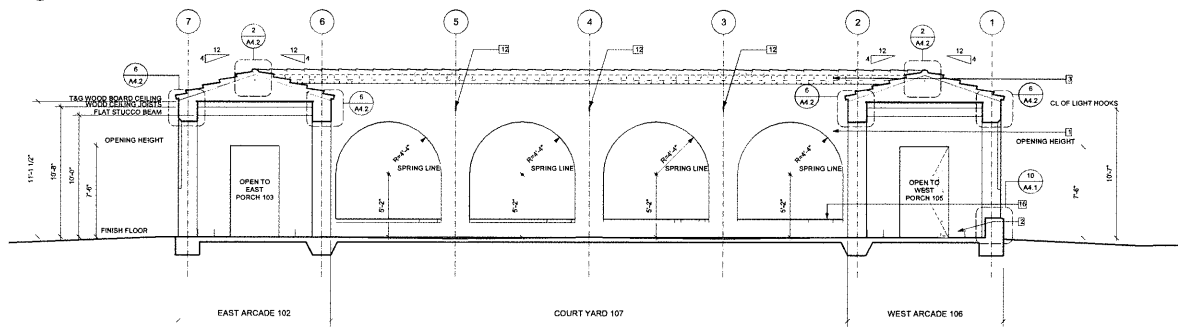 7
6
5
4
3
2
1
12
4
2
A4.2
12
4
12
12
12
12
4
2
A4.2
12
4
6
A4.2
3
T&G WOOD BOARD CEILING
WOOD CEILING JOISTS
FLAT STUCCO BEAM
6
A4.2
6
A4.2
6
A4.2
CL OF LIGHT HOOKS
OPENING HEIGHT
R=4'-4"
R=4'-4"
R=4'-4"
R=4'-4"
1
OPENING HEIGHT
SPRING LINE
SPRING LINE
SPRING LINE
SPRING LINE
11'-1 1/2"
10'-8"
10'-0"
7'-6"
OPEN TO
EAST
PORCH 103
5'-2"
5'-2"
5'-2"
5'-2"
OPEN TO
WEST
PORCH 105
10
A4.1
7'-6"
10'-7"
16
2
FINISH FLOOR
EAST ARCADE 102
COURT YARD 107
WEST ARCADE 106